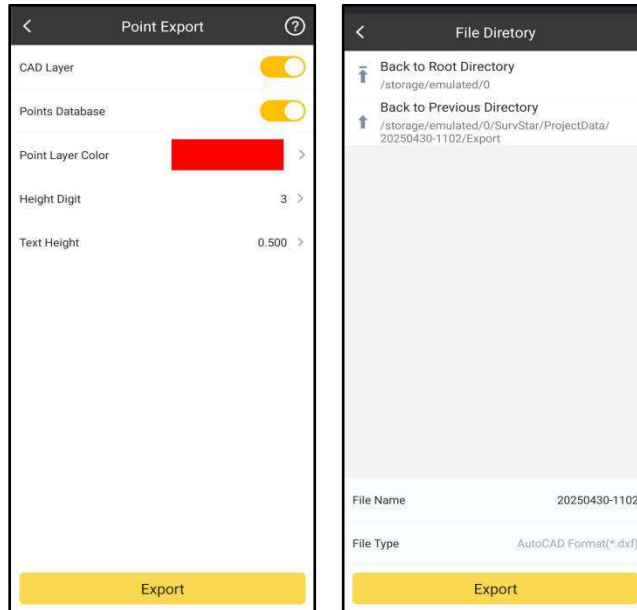 Point Export
CAD Layer
Points Database
Point Layer Color
Height Digit 3
Text Height 0.500
Export
File Diretory
Back to Root Directory
/storage/emulated/0
Back to Previous Directory
/storage/emulated/0/SurvStar/ProjectData/
20250430-1102/Export
File Name 20250430-1102
File Type AutoCAD Format(*.dxf)
Export